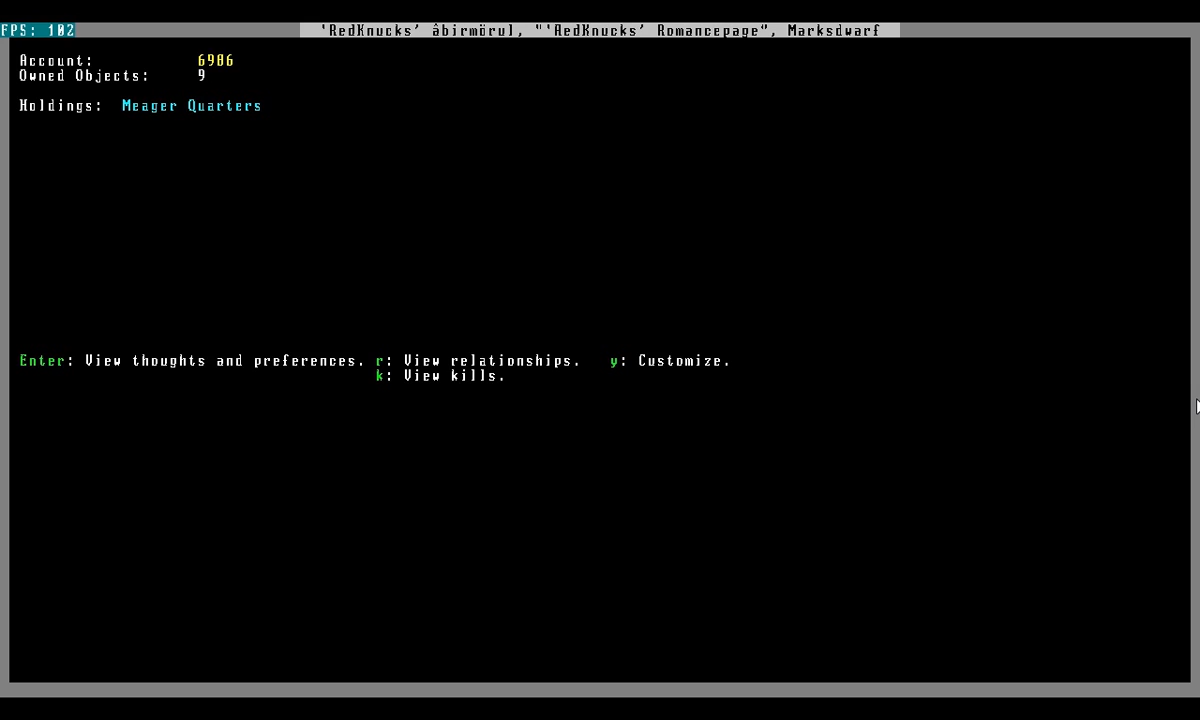 FPS: 102
'RedKnucks' âbirmörul, "'RedKnucks' Romancepage", Marksdwarf
Account: 6986
Owned Objects: 9
Holdings: Meager Quarters
Enter: View thoughts and preferences. r: View relationships. y: Customize.
k: View kills.